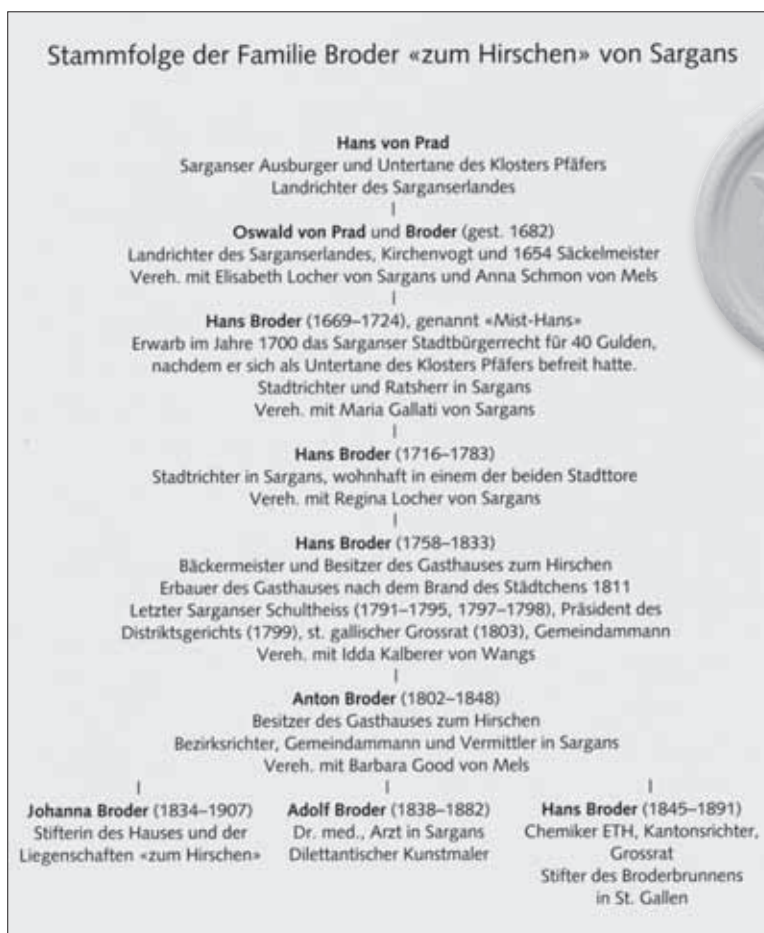 Stammfolge der Familie Broder «zum Hirschen» von Sargans
Hans von Prad
Sarganser Ausburger und Untertane des Klosters Pfäfers
Landrichter des Sarganserlandes
Oswald von Prad und Broder (gest. 1682)
Landrichter des Sarganserlandes, Kirchenvogt und 1654 Säckelmeister
Vereh. mit Elisabeth Locher von Sargans und Anna Schmon von Mels
Hans Broder (1669–1724), genannt «Mist-Hans»
Erwarb im Jahre 1700 das Sarganser Stadtbürgerrecht für 40 Gulden,
nachdem er sich als Untertane des Klosters Pfäfers befreit hatte.
Stadtrichter und Ratsherr in Sargans
Vereh. mit Maria Gallati von Sargans
Hans Broder (1716–1783)
Stadtrichter in Sargans, wohnhaft in einem der beiden Stadttore
Vereh. mit Regina Locher von Sargans
Hans Broder (1758–1833)
Bäckermeister und Besitzer des Gasthauses zum Hirschen
Erbauer des Gasthauses nach dem Brand des Städtchens 1811
Letzter Sarganser Schultheiss (1791–1795, 1797–1798), Präsident des
Distriktsgerichts (1799), st. gallischer Grossrat (1803), Gemeindammann
Vereh. mit Idda Kalberer von Wangs
Anton Broder (1802–1848)
Besitzer des Gasthauses zum Hirschen
Bezirksrichter, Gemeindammann und Vermittler in Sargans
Vereh. mit Barbara Good von Mels
Johanna Broder (1834–1907)
Stifterin des Hauses und der
Liegenschaften «zum Hirschen»
Adolf Broder (1838–1882)
Dr. med., Arzt in Sargans
Dilettantischer Kunstmaler
Hans Broder (1845–1891)
Chemiker ETH, Kantonsrichter,
Grossrat
Stifter des Broderbrunnens
in St. Gallen